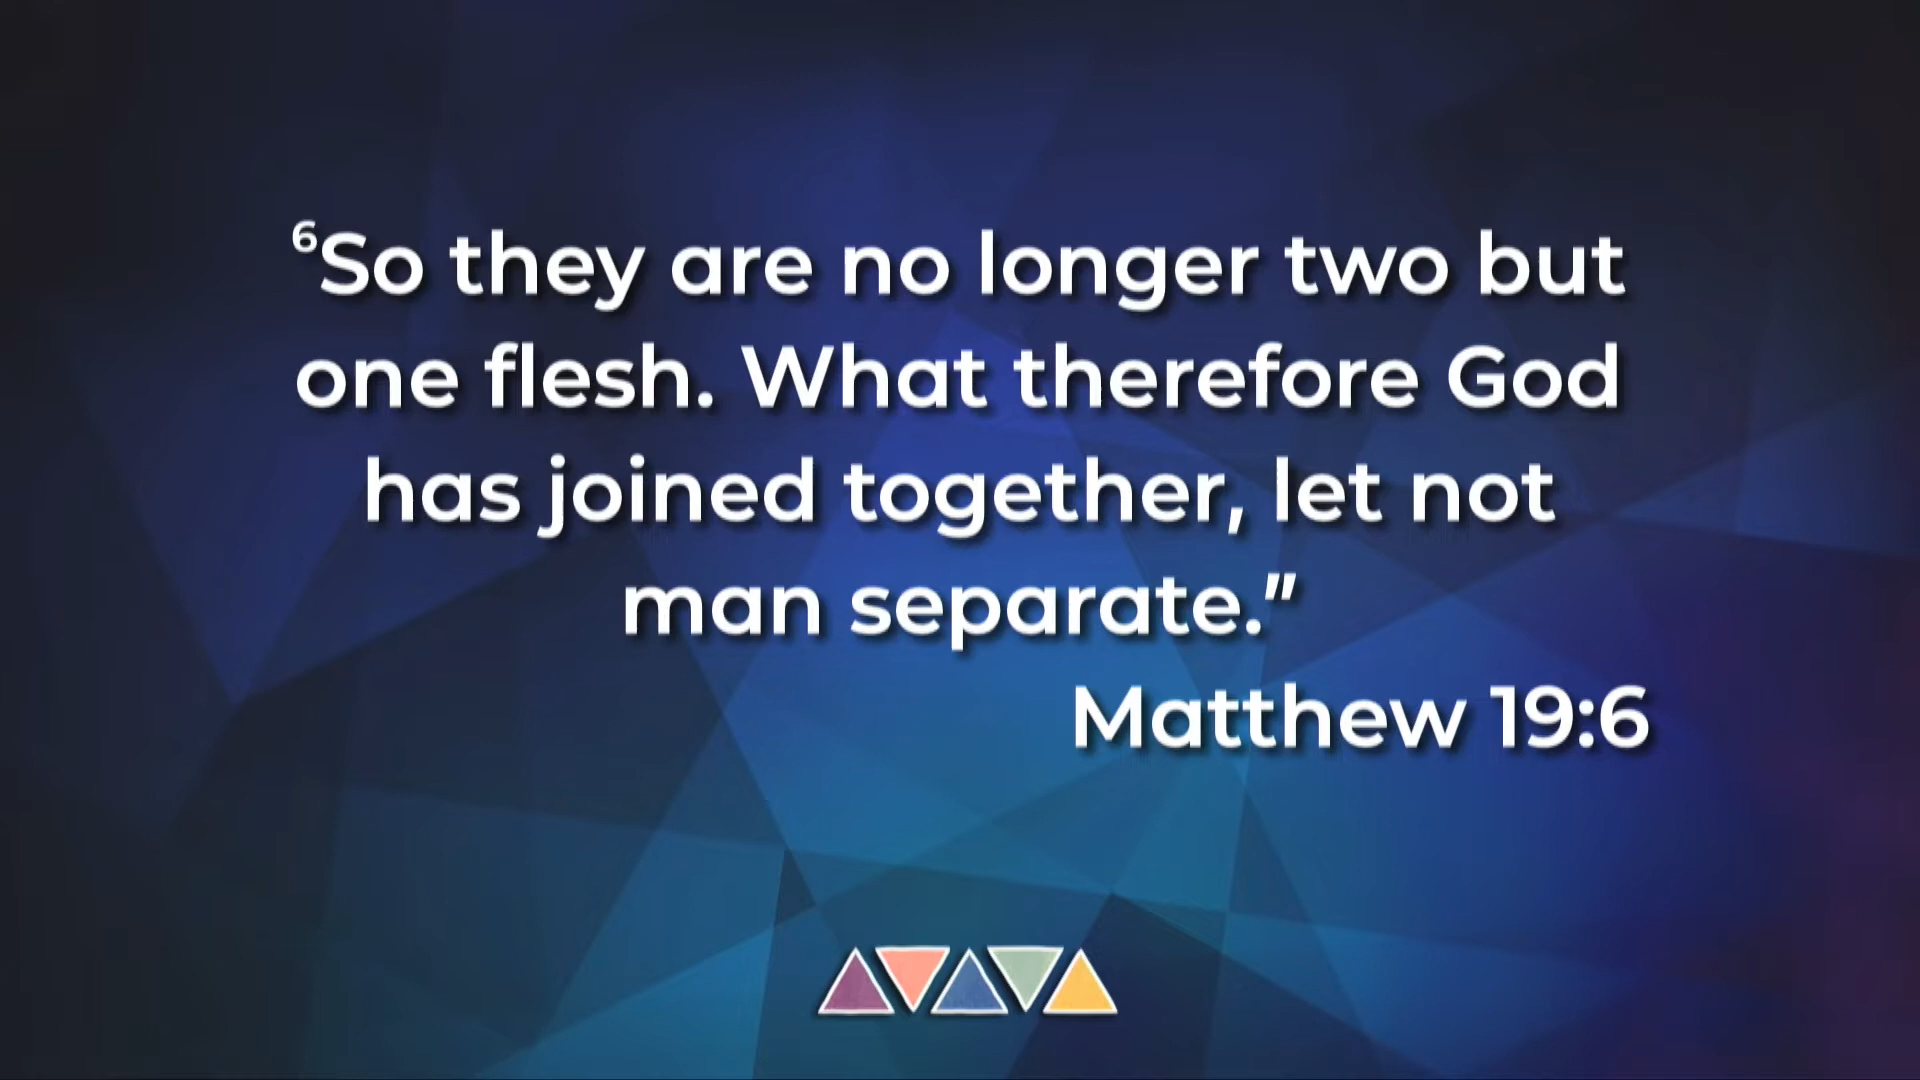 ⁶So they are no longer two but
one flesh. What therefore God
has joined together, let not
man separate.”
Matthew 19:6